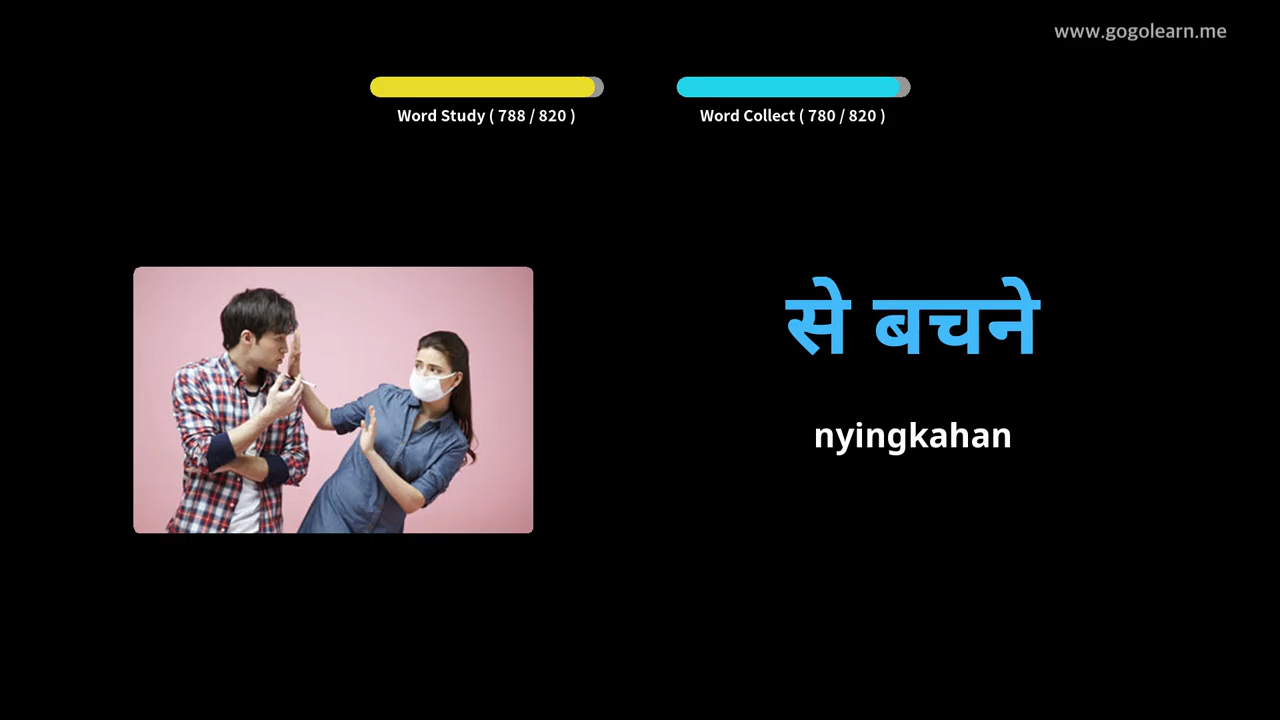 www.gogolearn.me
Word Study ( 788 / 820 )
Word Collect ( 780 / 820 )
से बचने
nyingkahan